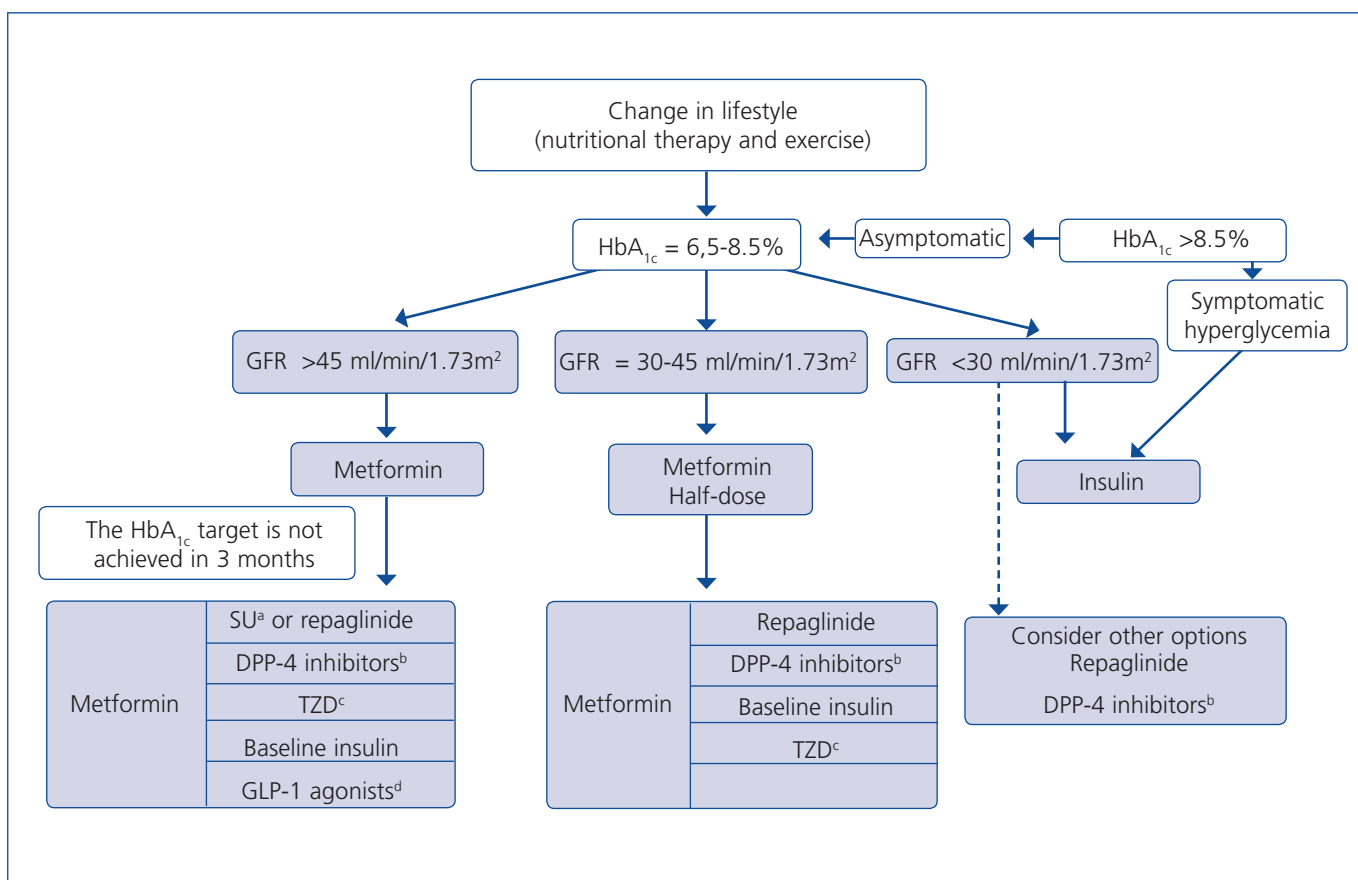 Change in lifestyle
(nutritional therapy and exercise)
HbA1c = 6,5-8.5%
Asymptomatic
HbA1c >8.5%
Symptomatic
hyperglycemia
GFR >45 ml/min/1.73m²
GFR = 30-45 ml/min/1.73m²
GFR <30 ml/min/1.73m²
Metformin
Metformin
Half-dose
Insulin
The HbA1c target is not
achieved in 3 months
Metformin
SUᵃ or repaglinide
DPP-4 inhibitorsᵇ
TZDᶜ
Baseline insulin
GLP-1 agonistsᵈ
Metformin
Repaglinide
DPP-4 inhibitorsᵇ
Baseline insulin
TZDᶜ
Consider other options
Repaglinide
DPP-4 inhibitorsᵇ